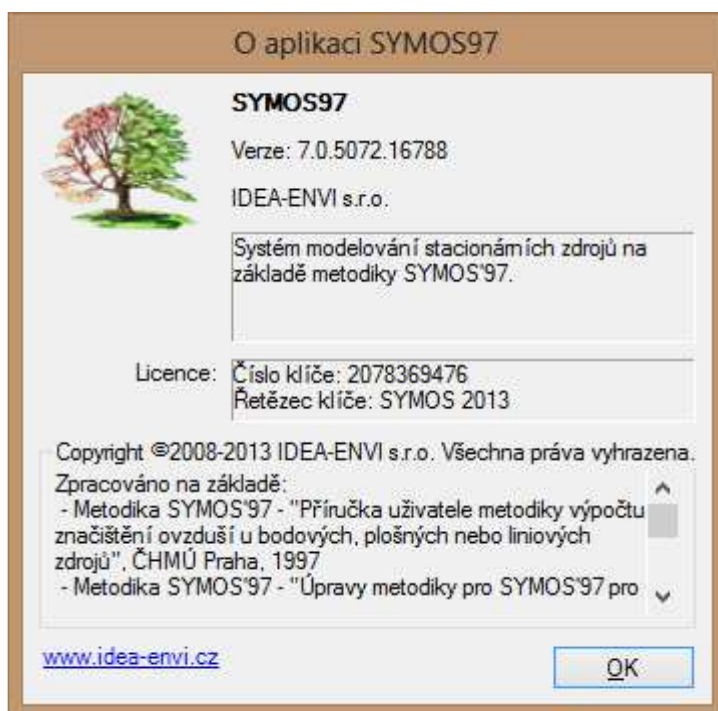 O aplikaci SYMOS97
SYMOS97
Verze: 7.0.5072.16788
IDEA-ENVI s.r.o.
Systém modelování stacionárních zdrojů na
základě metodiky SYMOS'97.
Licence:
Číslo klíče: 2078369476
Řetězec klíče: SYMOS 2013
Copyright ©2008-2013 IDEA-ENVI s.r.o. Všechna práva vyhrazena.
Zpracováno na základě:
- Metodika SYMOS'97 - "Příručka uživatele metodiky výpočtu
značištění ovzduší u bodových, plošných nebo liniových
zdrojů", ČHMÚ Praha, 1997
- Metodika SYMOS'97 - "Úpravy metodiky pro SYMOS'97 pro
www.idea-envi.cz
OK